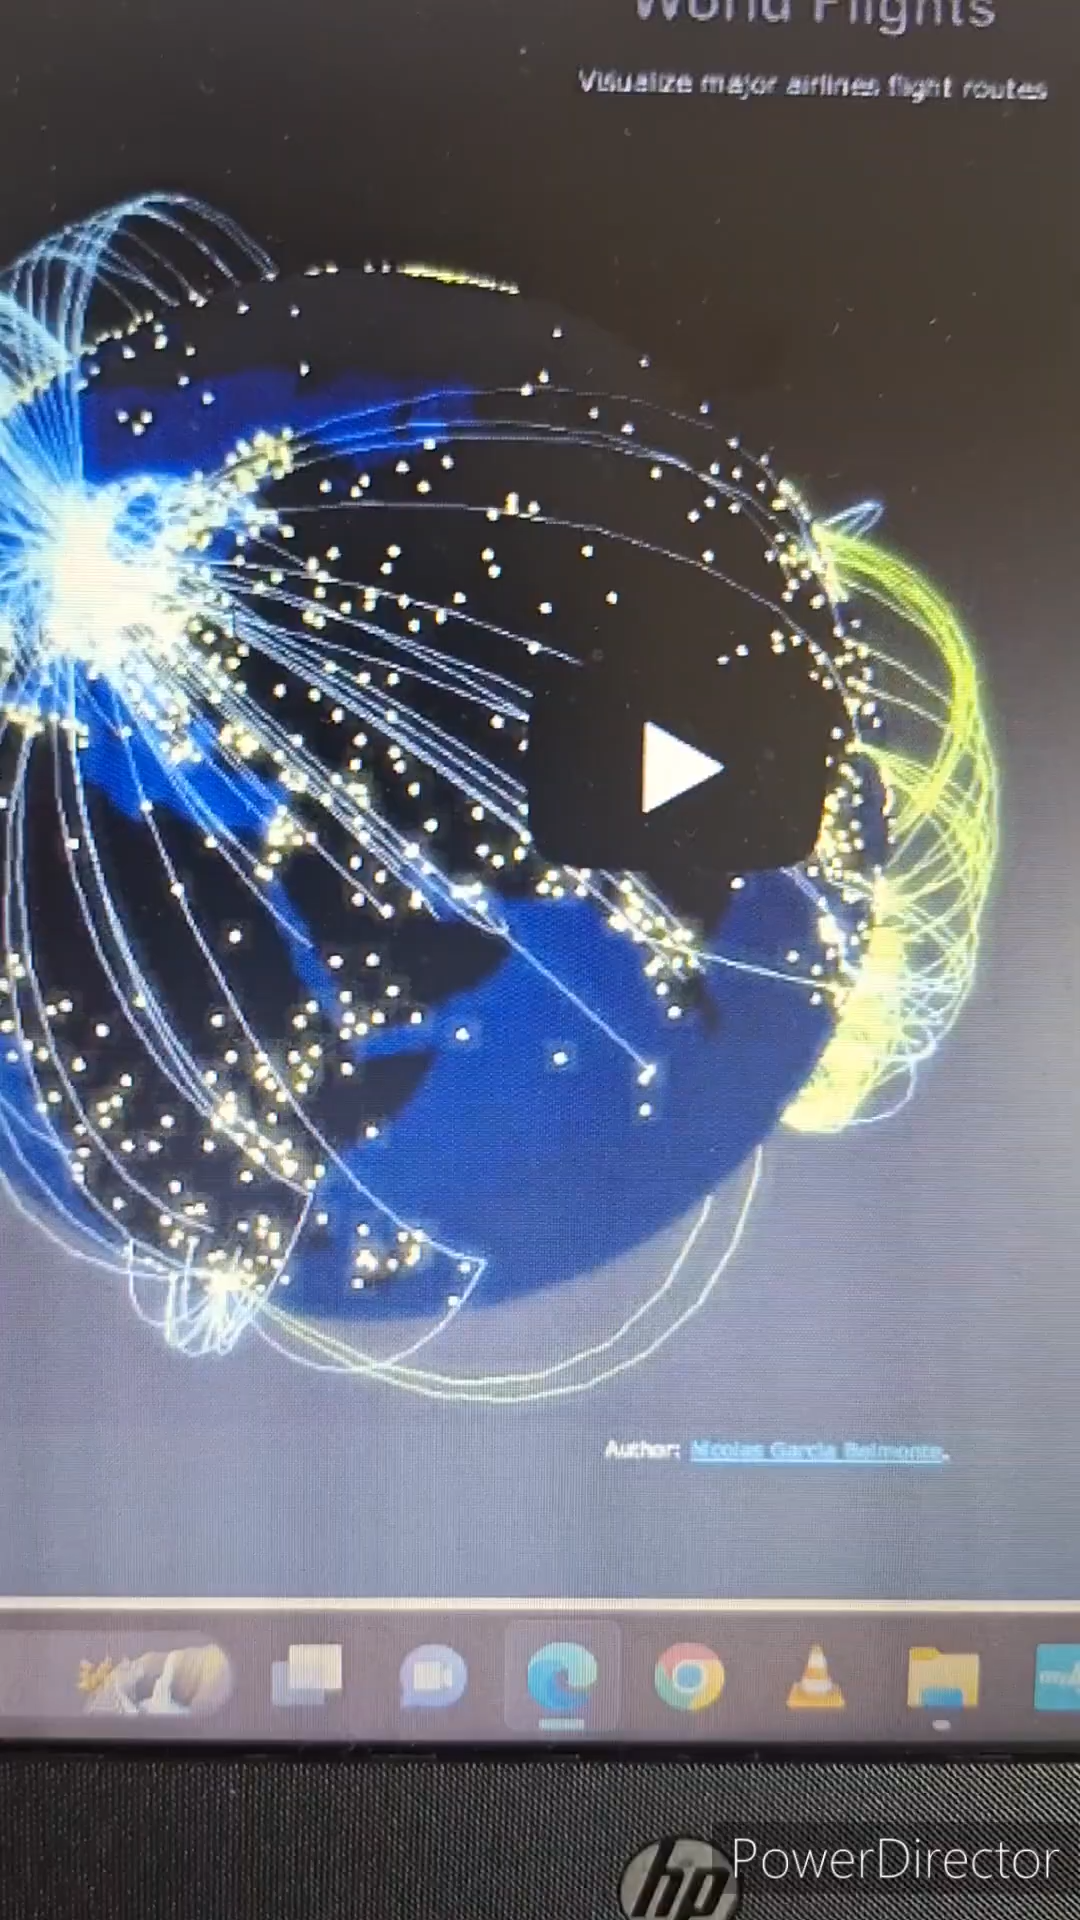 World Flights
Visualize major airlines flight routes
Author: Nicolas Garcia Belmonte.
hp
PowerDirector